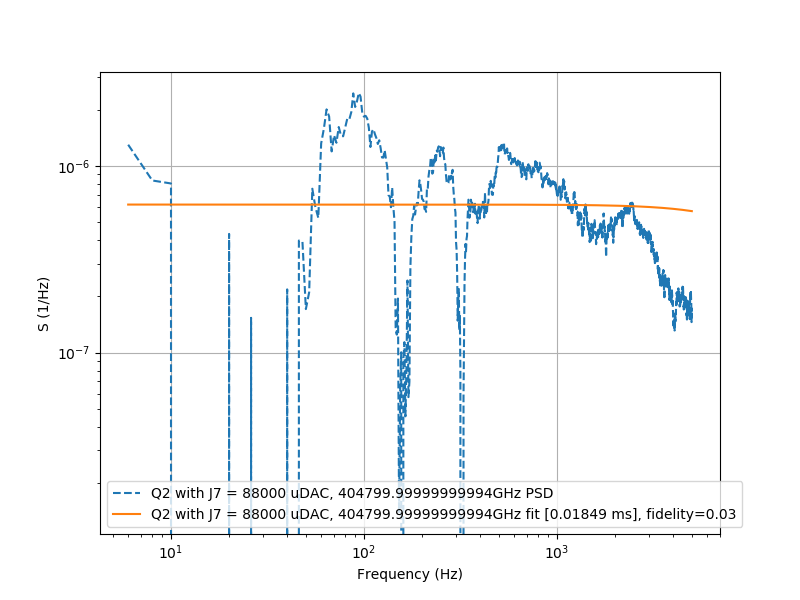 10⁻⁶
10⁻⁷
S (1/Hz)
Q2 with J7 = 88000 uDAC, 404799.99999999994GHz PSD
Q2 with J7 = 88000 uDAC, 404799.99999999994GHz fit [0.01849 ms], fidelity=0.03
10¹ 10² 10³
Frequency (Hz)